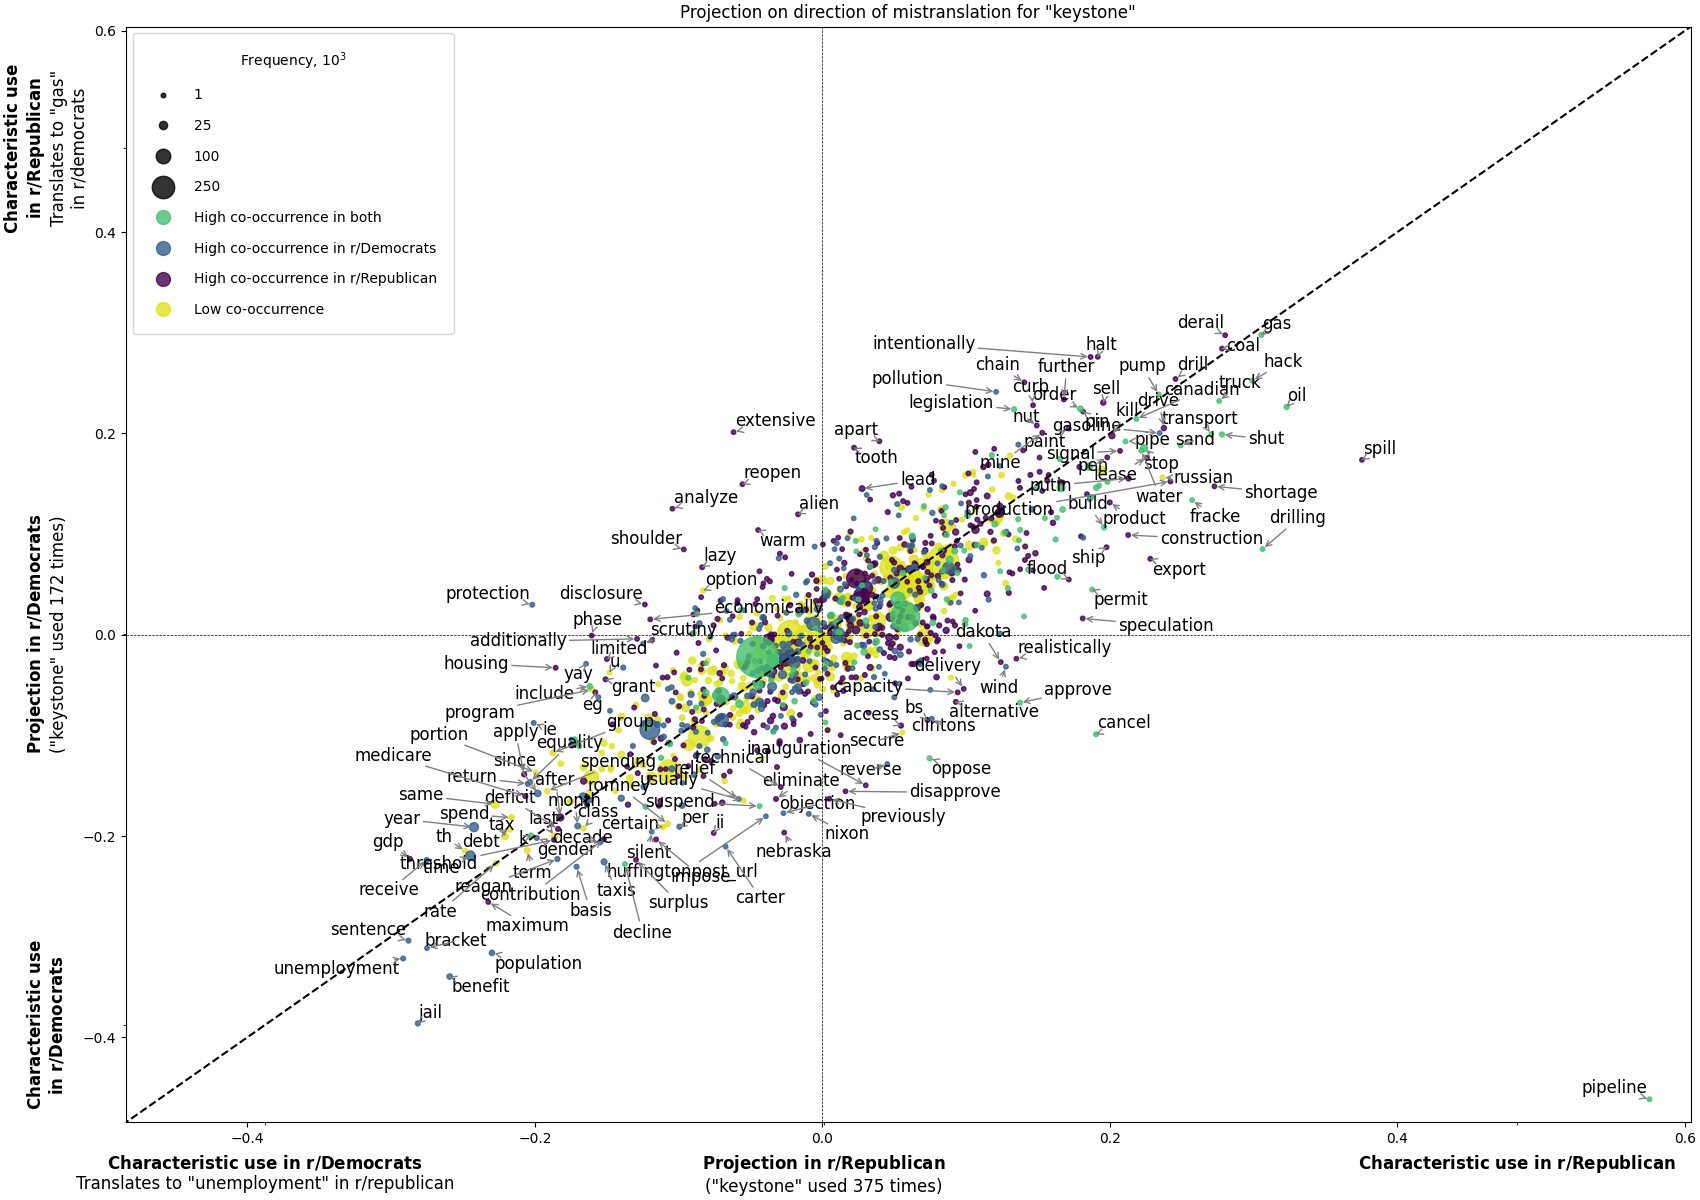 Projection on direction of mistranslation for "keystone"
Characteristic use
in r/Republican
Translates to "gas"
in r/democrats
Projection in r/Democrats
("keystone" used 172 times)
Characteristic use
in r/Democrats
0.6
0.4
0.2
0.0
−0.2
−0.4
Frequency, 10³
1
25
100
250
High co-occurrence in both
High co-occurrence in r/Democrats
High co-occurrence in r/Republican
Low co-occurrence
derail
gas
intentionally
halt
coal
chain
further
pump
drill
hack
pollution
curb
order
sell
canadian
truck
oil
legislation
drive
kill
extensive
nut
pin
gasoline
transport
apart
paint
pipe
sand
shut
tooth
signal
spill
mine
pen
stop
reopen
lead
lease
russian
putin
analyze
alien
production
build
water
shortage
product
fracke
drilling
shoulder
warm
construction
lazy
ship
flood
export
option
protection
disclosure
permit
economically
phase
speculation
additionally
scrutiny
dakota
limited
realistically
housing
u
yay
delivery
include
grant
capacity
wind
approve
program
eg
access
bs
alternative
group
clintons
cancel
portion
apply
ie
equality
secure
medicare
since
inauguration
spending
technical
reverse
oppose
return
after
relief
romney
usually
eliminate
disapprove
same
deficit
month
suspend
objection
previously
year
spend
last
class
tax
certain
per
ii
nixon
gdp
th
debt
k
decade
gender
silent
nebraska
threshold
time
term
huffingtonpost
_url
impose
receive
reagan
contribution
taxis
carter
rate
basis
surplus
maximum
decline
sentence
bracket
unemployment
population
benefit
jail
pipeline
−0.4
−0.2
0.0
0.2
0.4
0.6
Characteristic use in r/Democrats
Translates to "unemployment" in r/republican
Projection in r/Republican
("keystone" used 375 times)
Characteristic use in r/Republican